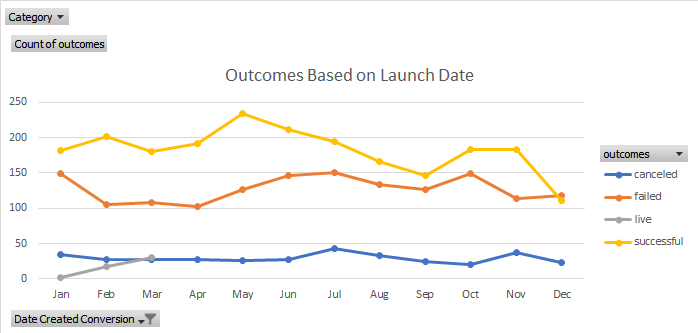 Category
Count of outcomes
Outcomes Based on Launch Date
250
200
150
100
50
0
Jan Feb Mar Apr May Jun Jul Aug Sep Oct Nov Dec
outcomes
canceled
failed
live
successful
Date Created Conversion